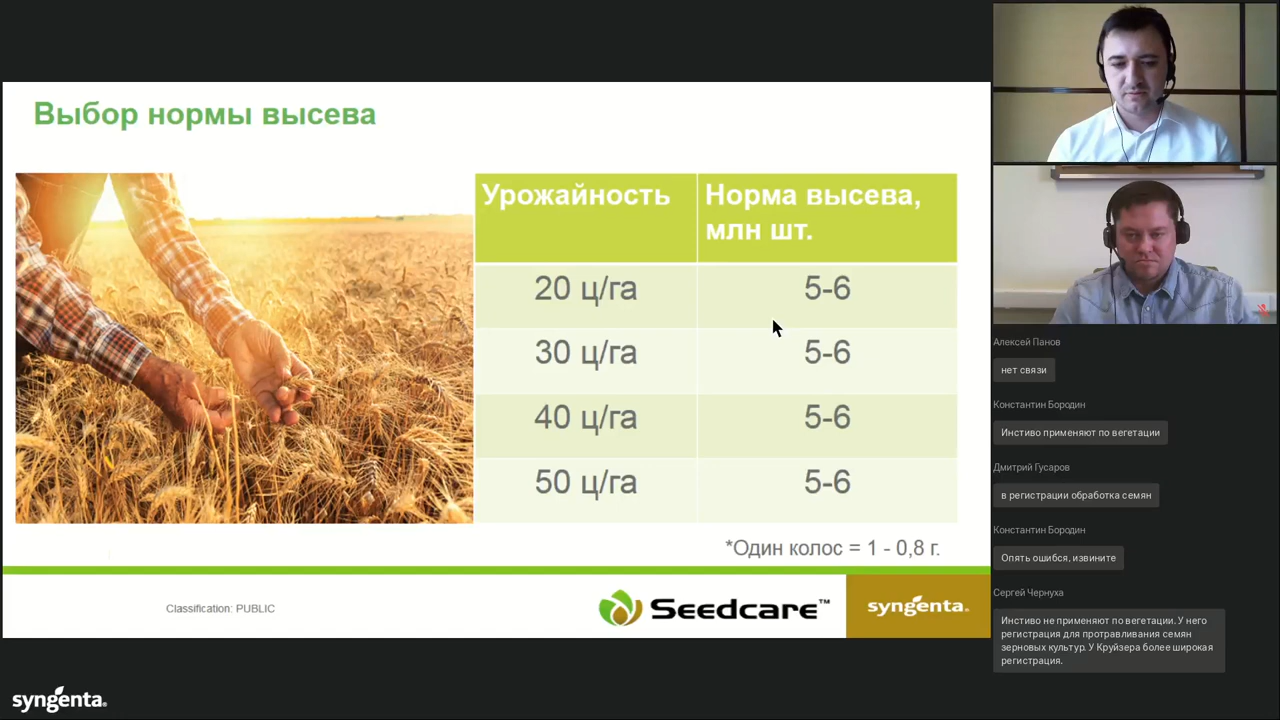 Выбор нормы высева
Урожайность
Норма высева,
млн шт.
20 ц/га
5-6
30 ц/га
5-6
40 ц/га
5-6
50 ц/га
5-6
*Один колос = 1 - 0,8 г.
Classification: PUBLIC
Seedcare™
syngenta®
syngenta®
Алексей Панов
нет связи
Константин Бородин
Инстиво применяют по вегетации
Дмитрий Гусаров
в регистрации обработка семян
Константин Бородин
Опять ошибся, извините
Сергей Чернуха
Инстиво не применяют по вегетации. У него
регистрация для протравливания семян
зерновых культур. У Круйзера более широкая
регистрация.